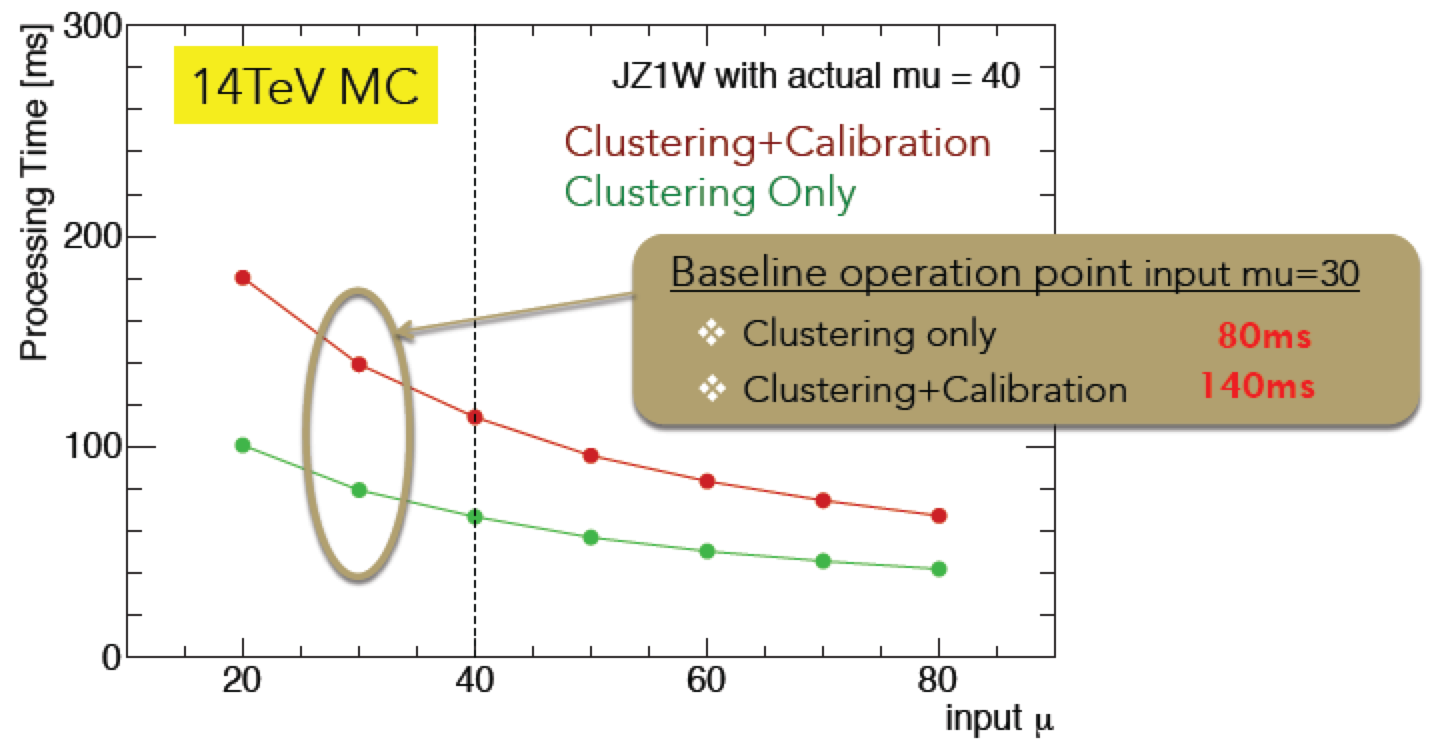 Processing Time [ms]
300
200
100
0
14TeV MC
JZ1W with actual mu = 40
Clustering+Calibration
Clustering Only
Baseline operation point input mu=30
❖ Clustering only 80ms
❖ Clustering+Calibration 140ms
20 40 60 80
input μ